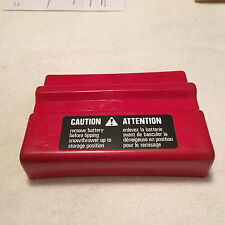 CAUTION ATTENTION
remove battery
before tipping
snowthrower up to
storage position
enlevez la batterie
avant de basculer la
déneigeuse en position
pour le remisage